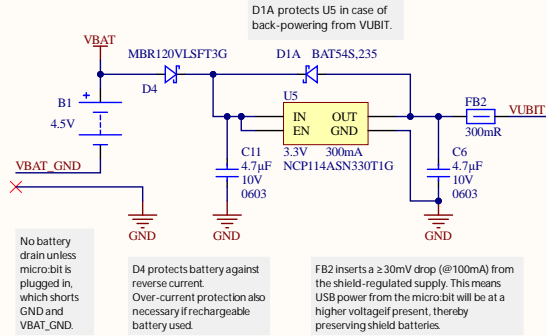 D1A protects U5 in case of
back-powering from VUBIT.
VBAT
MBR120VLSFT3G
D1A BAT54S,235
D4
B1
+
4.5V
U5
IN OUT
EN GND
3.3V 300mA
NCP114ASN330T1G
FB2
VUBIT
300mR
C11
4.7µF
10V
0603
C6
4.7µF
10V
0603
VBAT_GND
GND
GND
GND
No battery
drain unless
micro:bit is
plugged in,
which shorts
GND and
VBAT_GND.
D4 protects battery against
reverse current.
Over-current protection also
necessary if rechargeable
battery used.
FB2 inserts a ≥30mV drop (@100mA) from
the shield-regulated supply. This means
USB power from the micro:bit will be at a
higher voltageif present, thereby
preserving shield batteries.